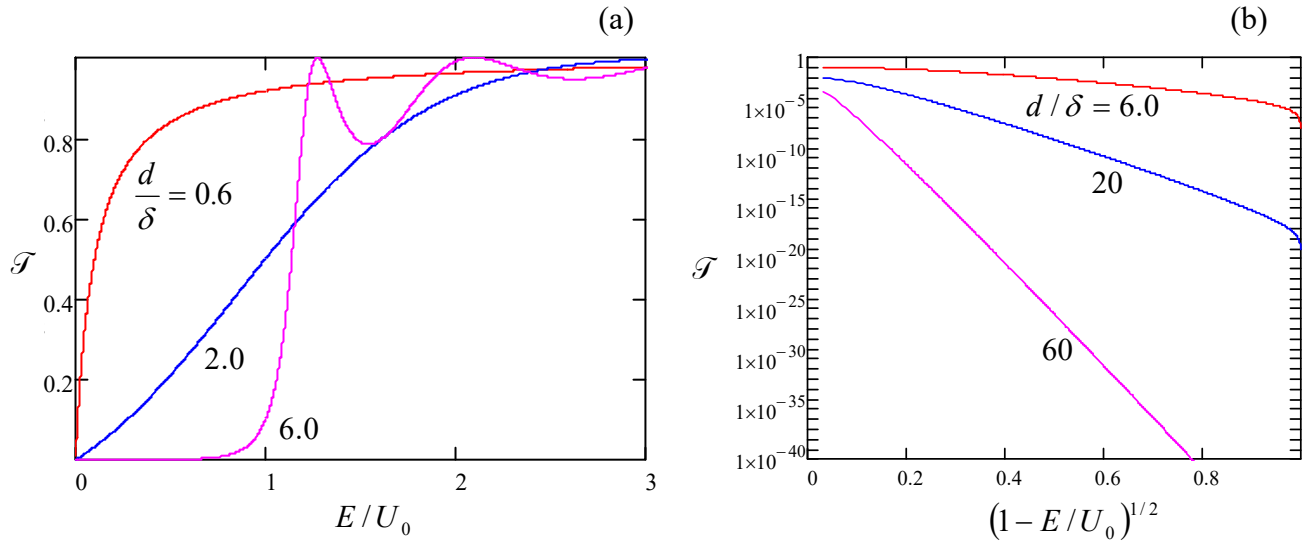 (a)
0.8
0.6
0.4
0.2
𝒯
d/δ = 0.6
2.0
6.0
0 1 2 3
E/U₀
(b)
1
1×10⁻⁵
1×10⁻¹⁰
1×10⁻¹⁵
1×10⁻²⁰
1×10⁻²⁵
1×10⁻³⁰
1×10⁻³⁵
1×10⁻⁴⁰
𝒯
d/δ = 6.0
20
60
0 0.2 0.4 0.6 0.8
(1−E/U₀)^{1/2}